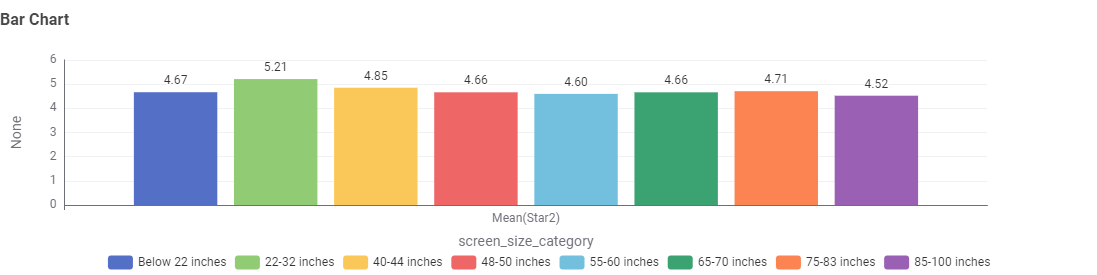 Bar Chart
6
5
4
3
2
1
0
None
4.67 5.21 4.85 4.66 4.60 4.66 4.71 4.52
Mean(Star2)
screen_size_category
Below 22 inches 22-32 inches 40-44 inches 48-50 inches 55-60 inches 65-70 inches 75-83 inches 85-100 inches